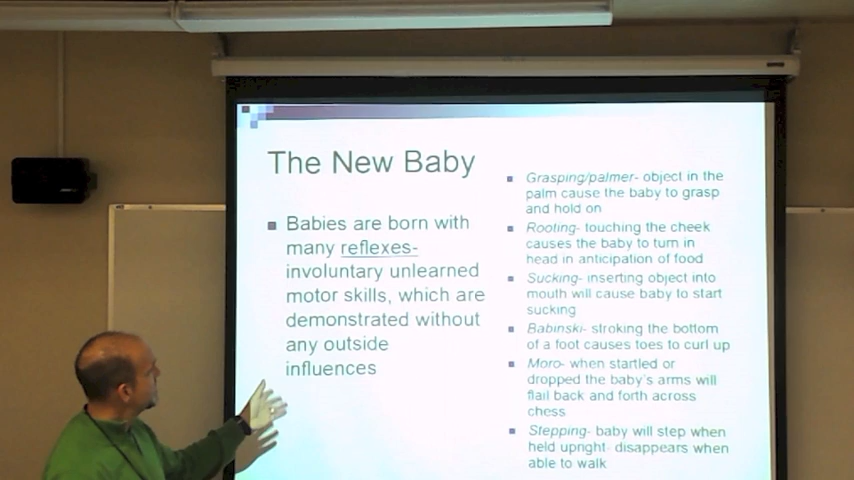 The New Baby
Babies are born with
many reflexes-
involuntary unlearned
motor skills, which are
demonstrated without
any outside
influences
Grasping/palmer- object in the
palm cause the baby to grasp
and hold on
Rooting- touching the cheek
causes the baby to turn in
head in anticipation of food
Sucking- inserting object into
mouth will cause baby to start
sucking
Babinski- stroking the bottom
of a foot causes toes to curl up
Moro- when startled or
dropped the baby's arms will
flail back and forth across
chess
Stepping- baby will step when
held upright- disappears when
able to walk